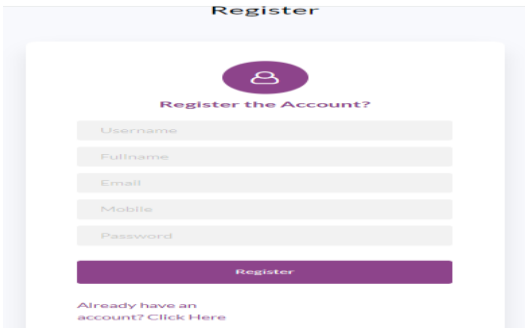 Register
Register the Account?
Username
Fullname
Email
Mobile
Password
Register
Already have an
account? Click Here